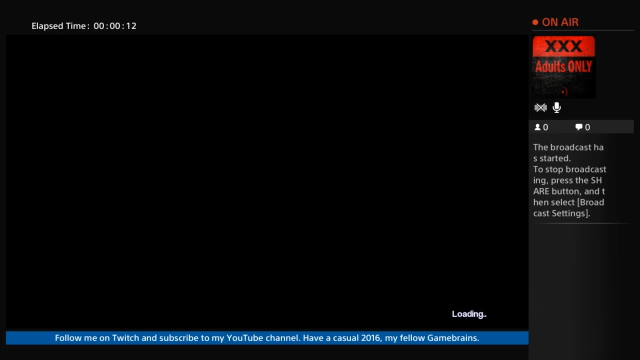 Elapsed Time: 00:00:12
ON AIR
XXX
Adults ONLY
0 0
The broadcast ha
s started.
To stop broadcast
ing, press the SH
ARE button, and t
hen select [Broad
cast Settings].
Loading..
Follow me on Twitch and subscribe to my YouTube channel. Have a casual 2016, my fellow Gamebrains.